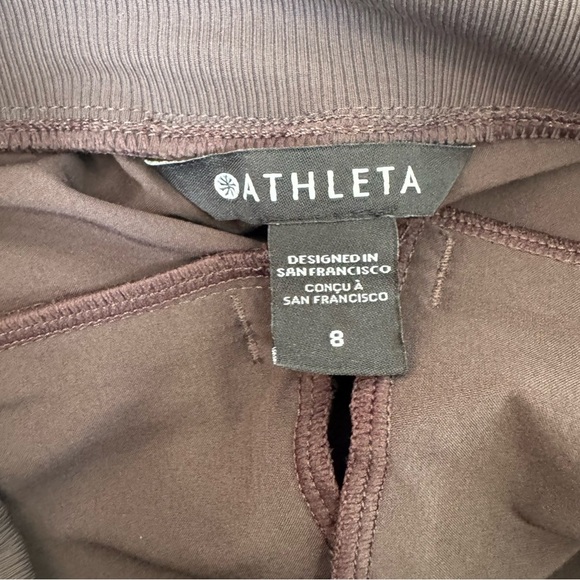 ATHLETA
DESIGNED IN
SAN FRANCISCO
CONÇU À
SAN FRANCISCO
8